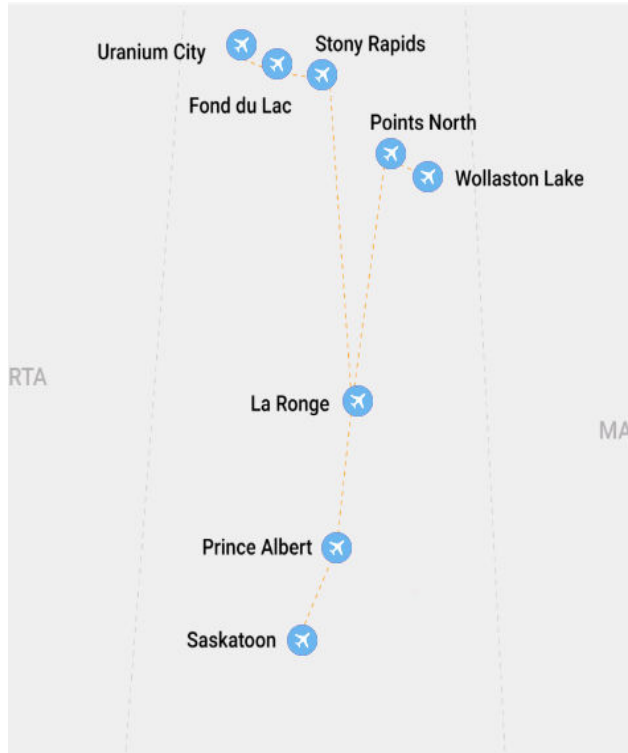 Uranium City
Stony Rapids
Fond du Lac
Points North
Wollaston Lake
RTA
La Ronge
MA
Prince Albert
Saskatoon